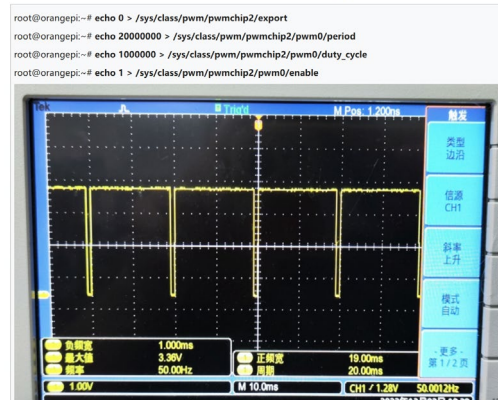 root@orangepi:~# echo 0 > /sys/class/pwm/pwmchip2/export
root@orangepi:~# echo 20000000 > /sys/class/pwm/pwmchip2/pwm0/period
root@orangepi:~# echo 1000000 > /sys/class/pwm/pwmchip2/pwm0/duty_cycle
root@orangepi:~# echo 1 > /sys/class/pwm/pwmchip2/pwm0/enable
Tek Trig'd M Pos: 1.200ms 触发
类型
边沿
信源
CH1
斜率
上升
模式
自动
- 更多 -
第 1 / 2 页
负频宽 1.000ms
最大值 3.36V 正频宽 19.00ms
频率 50.00Hz 周期 20.00ms
1.00V M 10.0ms CH1 1.28V 50.0012Hz